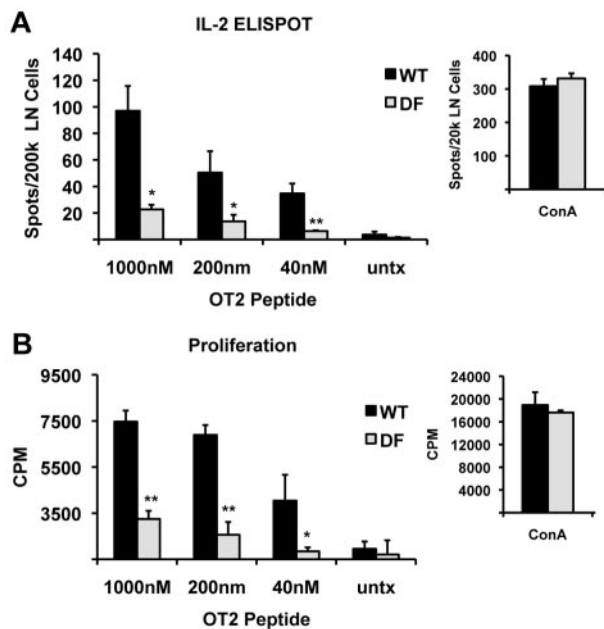 A
IL-2 ELISPOT
Spots/200k LN Cells
140
120
100
80
60
40
20
WT
DF
*
*
**
1000nM
200nm
40nM
untx
OT2 Peptide
Spots/20k LN Cells
400
300
200
100
ConA
B
Proliferation
CPM
9500
7500
5500
3500
WT
DF
**
**
*
1000nM
200nm
40nM
untx
OT2 Peptide
CPM
24000
20000
16000
12000
8000
4000
ConA